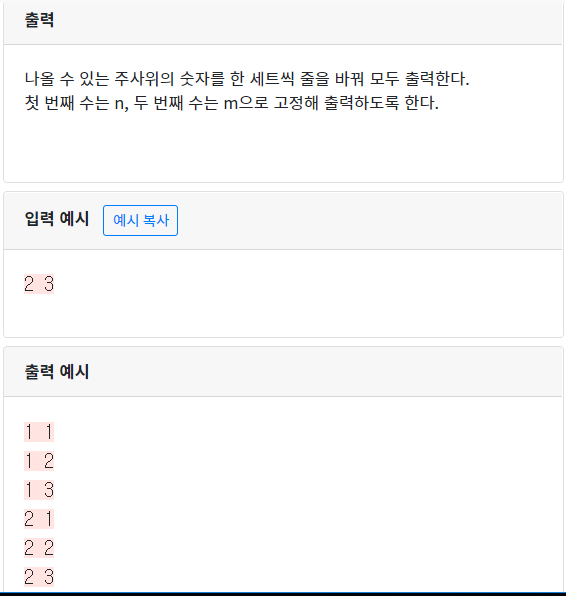 출력
나올 수 있는 주사위의 숫자를 한 세트씩 줄을 바꿔 모두 출력한다.
첫 번째 수는 n, 두 번째 수는 m으로 고정해 출력하도록 한다.
입력 예시 예시 복사
2 3
출력 예시
1 1
1 2
1 3
2 1
2 2
2 3